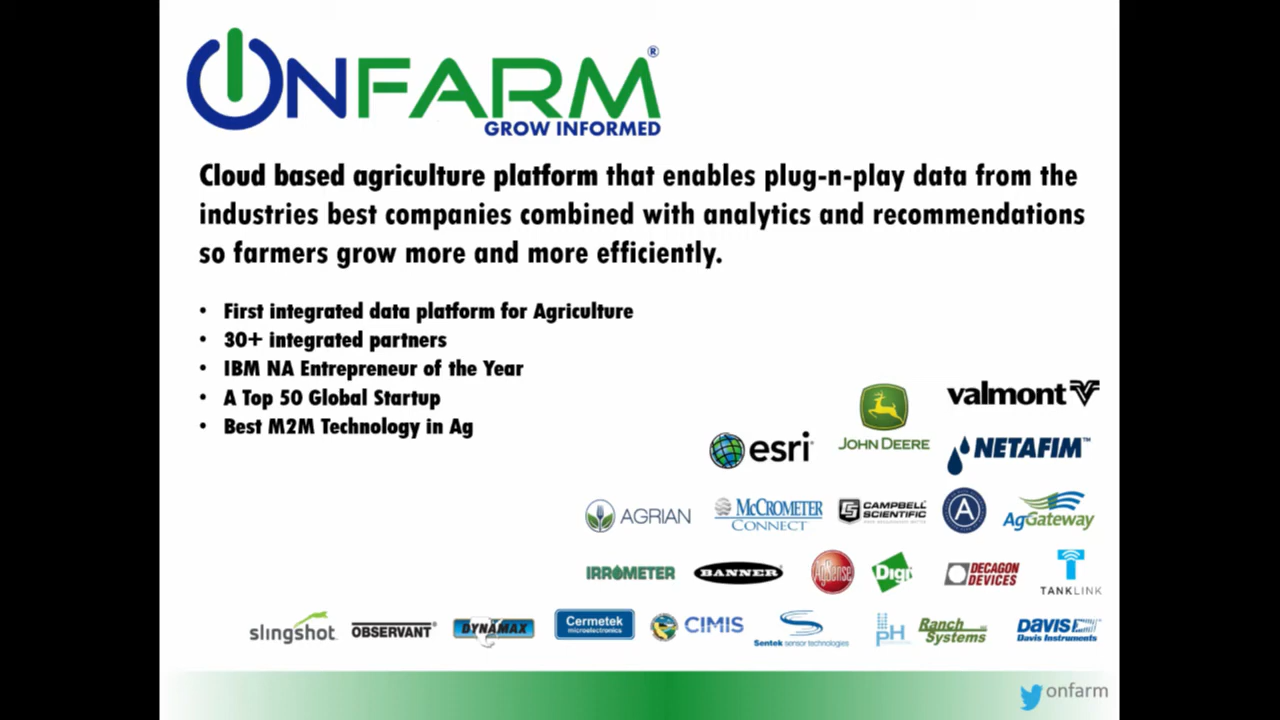 ONFARM®
GROW INFORMED
Cloud based agriculture platform that enables plug-n-play data from the
industries best companies combined with analytics and recommendations
so farmers grow more and more efficiently.
• First integrated data platform for Agriculture
• 30+ integrated partners
• IBM NA Entrepreneur of the Year
• A Top 50 Global Startup
• Best M2M Technology in Ag
valmont
JOHN DEERE
esri
NETAFIM™
AGRIAN
McCROMETER
CONNECT
CAMPBELL
SCIENTIFIC
A
AgGateway
IRROMETER
BANNER
AgSense
Digi
DECAGON
DEVICES
TANKLINK
slingshot
OBSERVANT
DYNAMAX
Cermetek
microelectronics
CIMIS
Sentek sensor technologies
pH
Ranch
Systems
DAVIS
Davis Instruments
onfarm